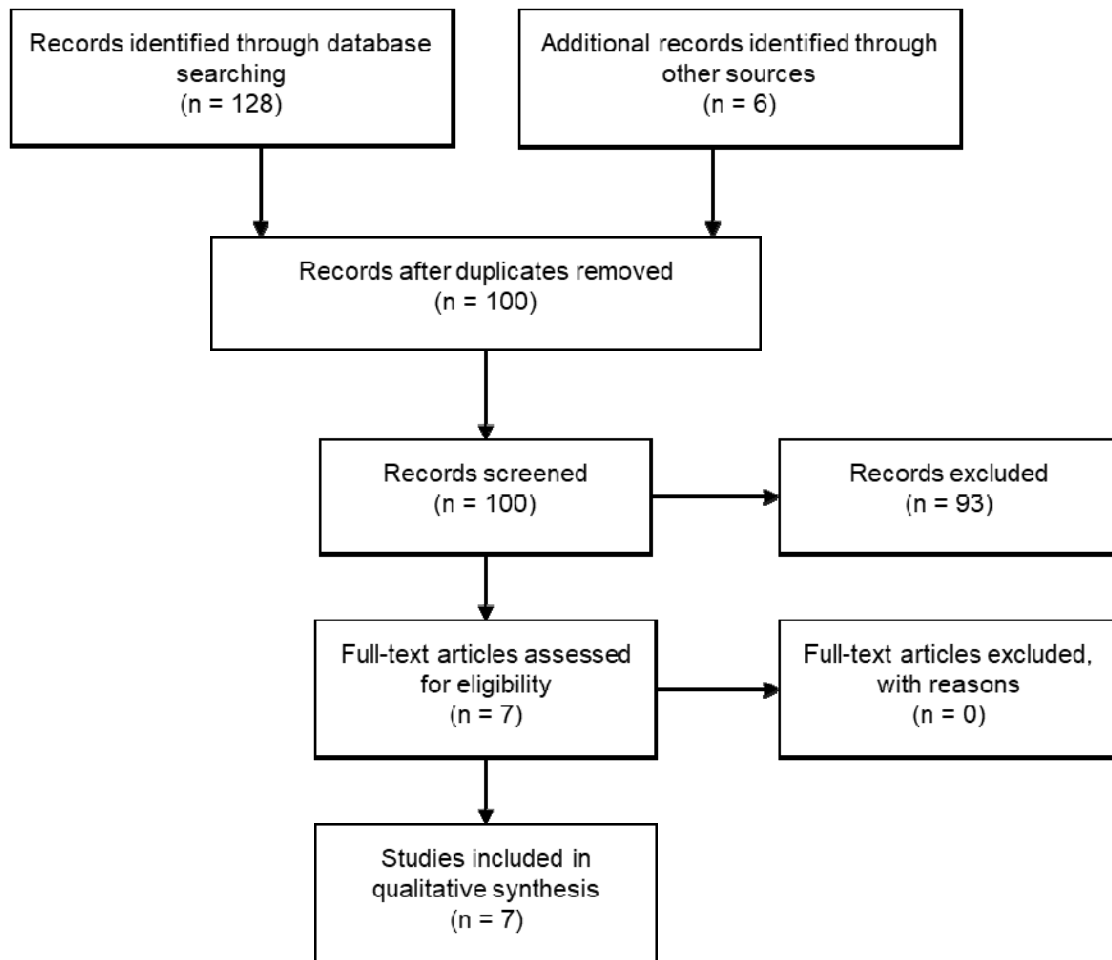 Records identified through database
searching
(n = 128)
Additional records identified through
other sources
(n = 6)
Records after duplicates removed
(n = 100)
Records screened
(n = 100)
Records excluded
(n = 93)
Full-text articles assessed
for eligibility
(n = 7)
Full-text articles excluded,
with reasons
(n = 0)
Studies included in
qualitative synthesis
(n = 7)